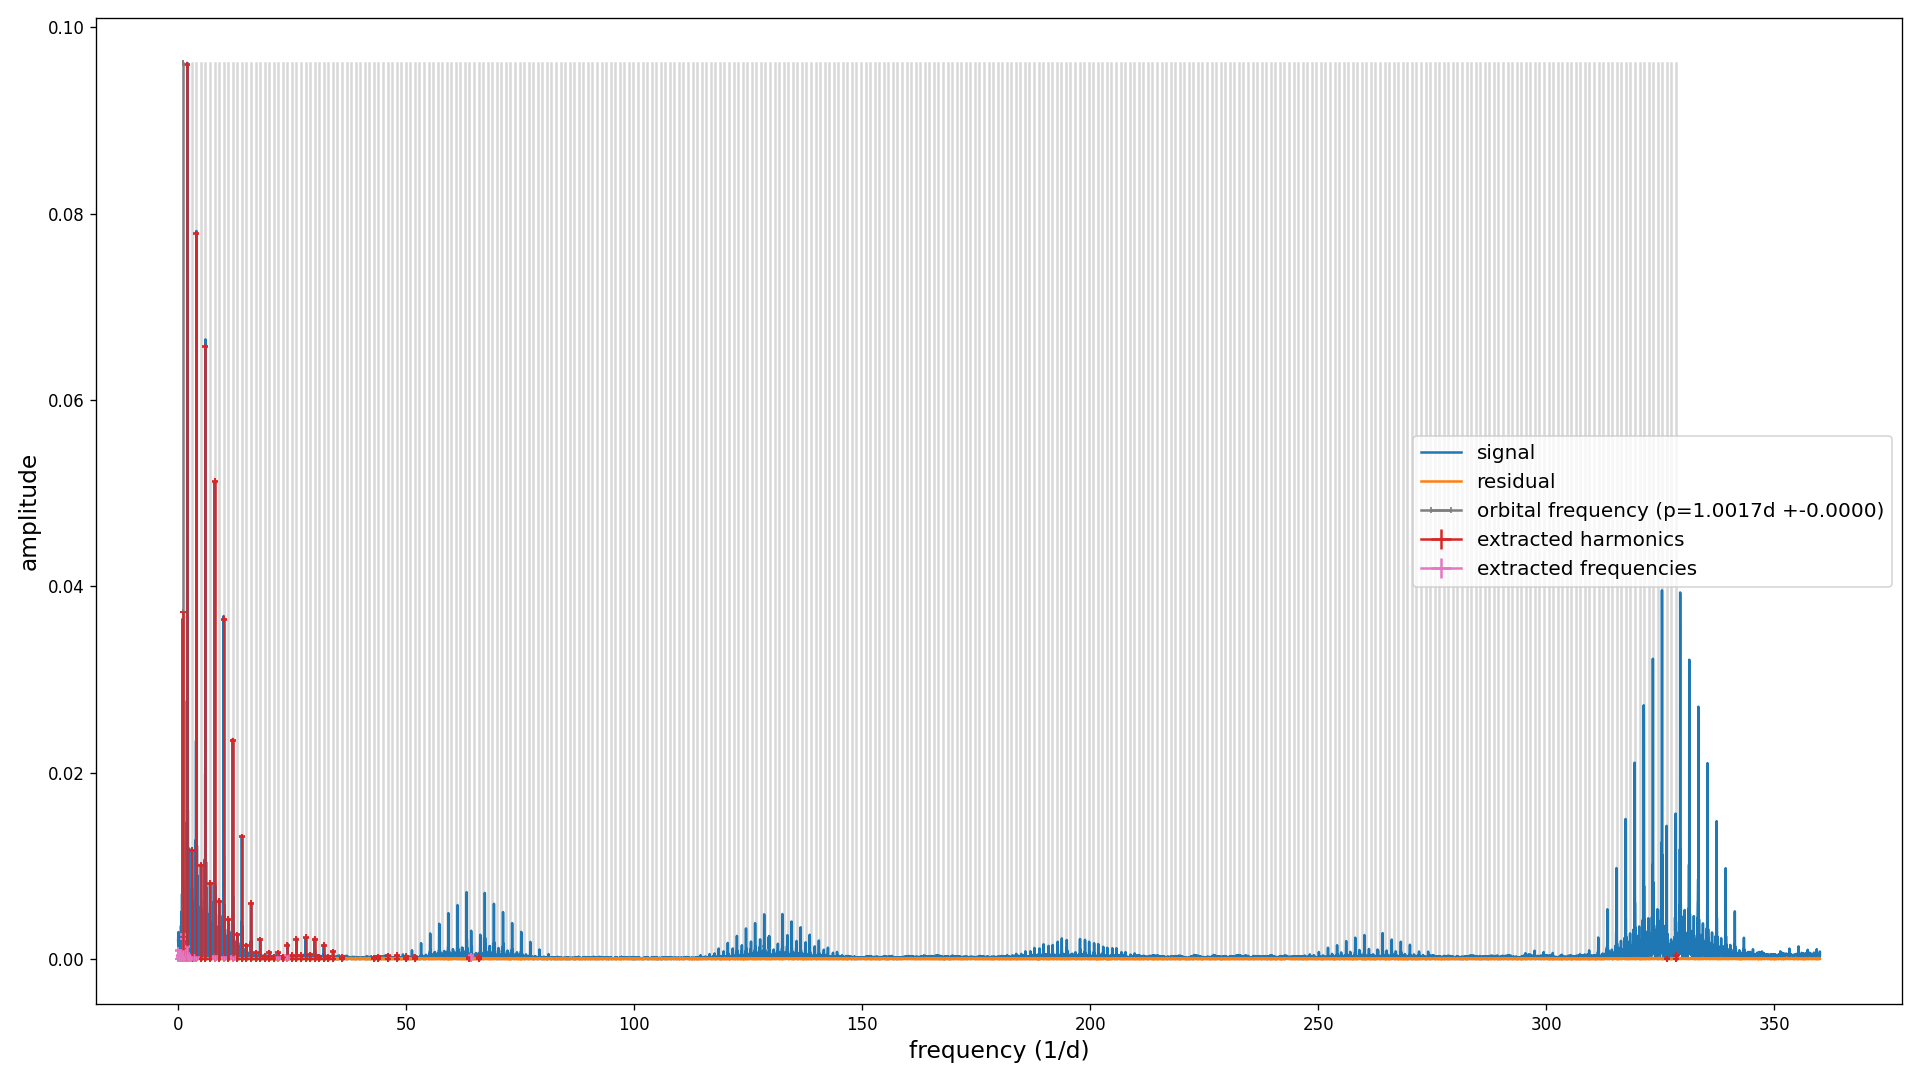 0.10
0.08
0.06
0.04
0.02
0.00
amplitude
signal
residual
orbital frequency (p=1.0017d +-0.0000)
extracted harmonics
extracted frequencies
0 50 100 150 200 250 300 350
frequency (1/d)